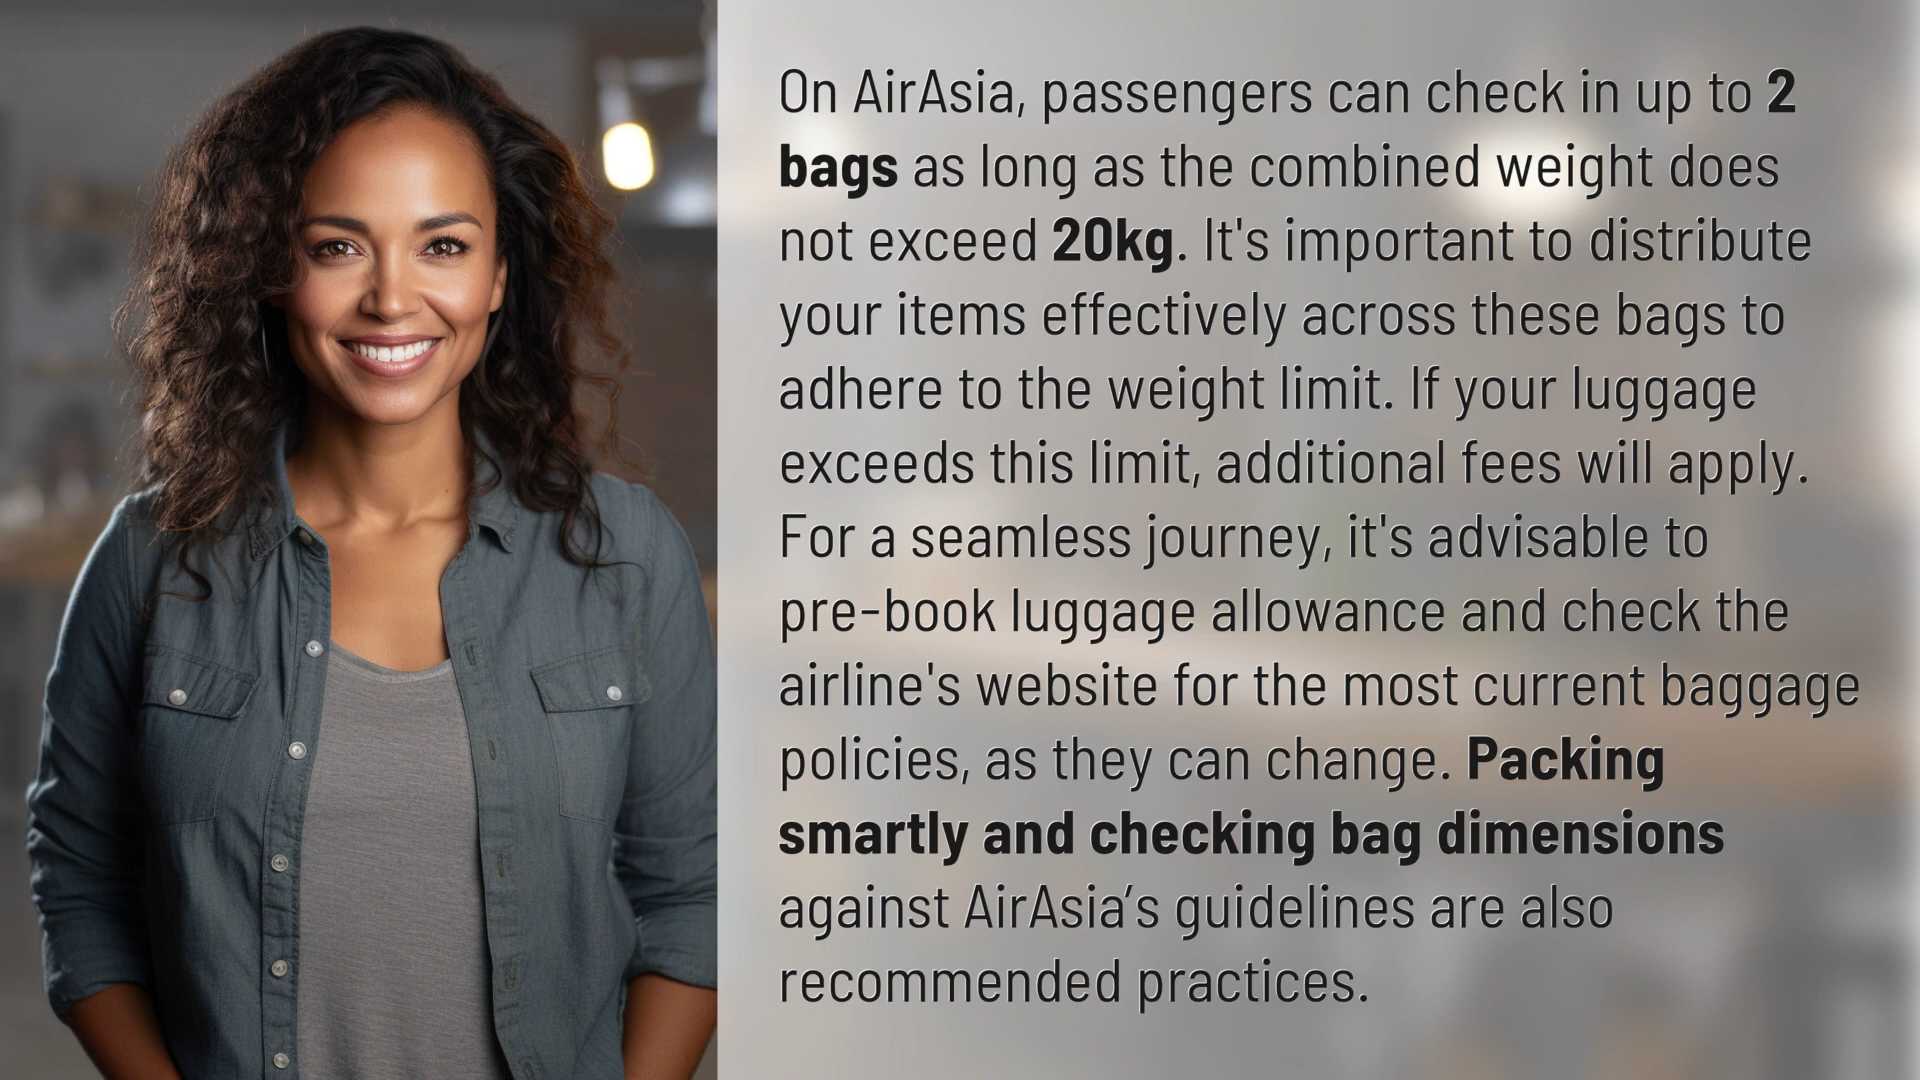 On AirAsia, passengers can check in up to 2
bags as long as the combined weight does
not exceed 20kg. It's important to distribute
your items effectively across these bags to
adhere to the weight limit. If your luggage
exceeds this limit, additional fees will apply.
For a seamless journey, it's advisable to
pre-book luggage allowance and check the
airline's website for the most current baggage
policies, as they can change. Packing
smartly and checking bag dimensions
against AirAsia’s guidelines are also
recommended practices.